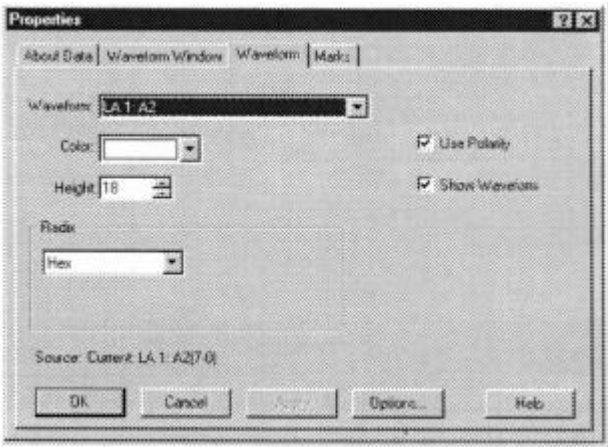 Properties
About Data Waveform Window Waveform Marks
Waveform: LA 1: A2
Color:
Use Polarity
Height: 18
Show Waveform
Radix
Hex
Source: Current: LA 1: A2(7-0)
OK Cancel Apply Options... Help